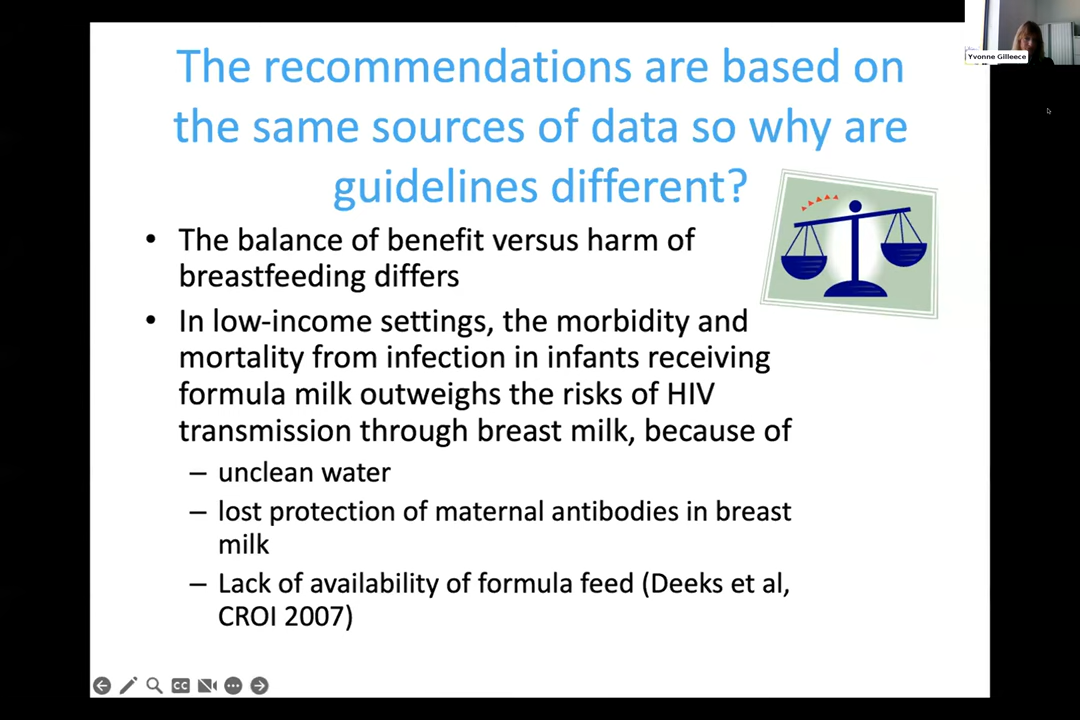 The recommendations are based on
the same sources of data so why are
guidelines different?
• The balance of benefit versus harm of
breastfeeding differs
• In low-income settings, the morbidity and
mortality from infection in infants receiving
formula milk outweighs the risks of HIV
transmission through breast milk, because of
– unclean water
– lost protection of maternal antibodies in breast
milk
– Lack of availability of formula feed (Deeks et al,
CROI 2007)
CC
Yvonne Gilleece